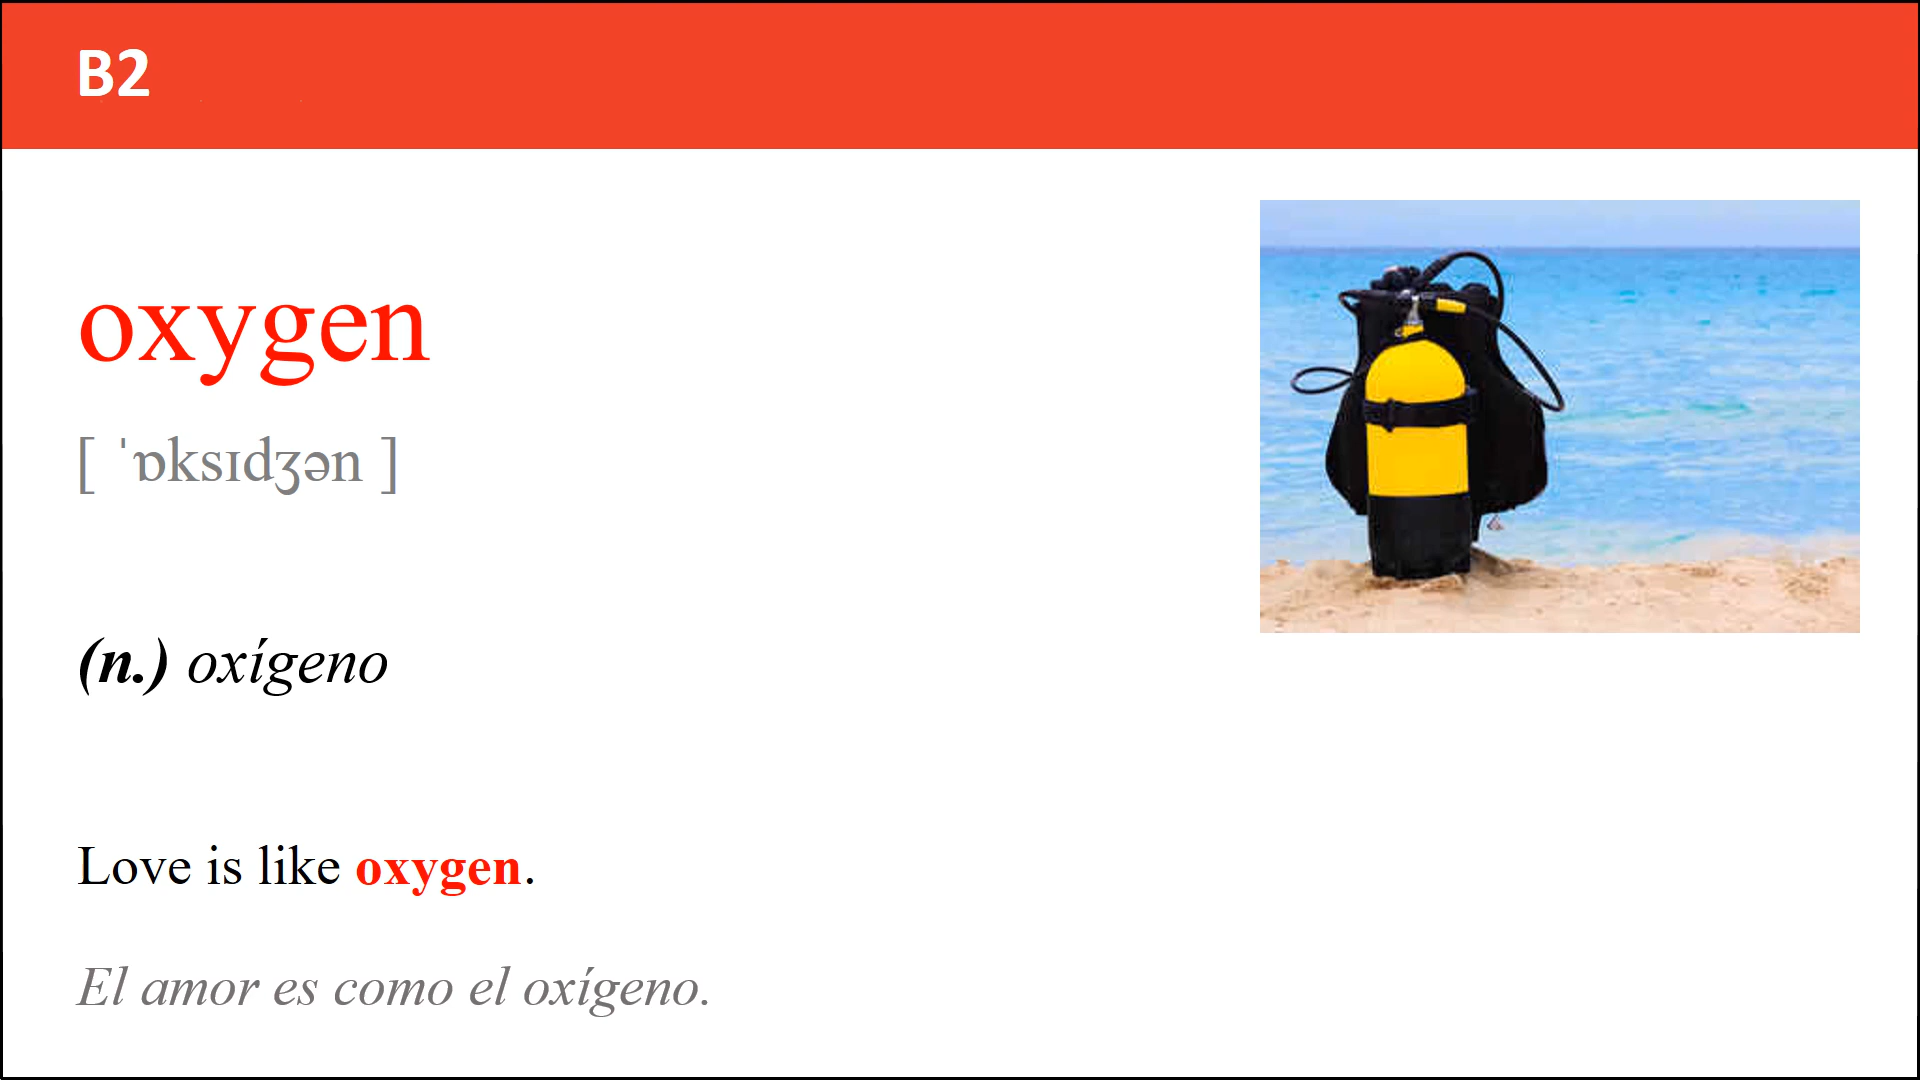 B2
oxygen
[ ˈɒksɪdʒən ]
(n.) oxígeno
Love is like oxygen.
El amor es como el oxígeno.